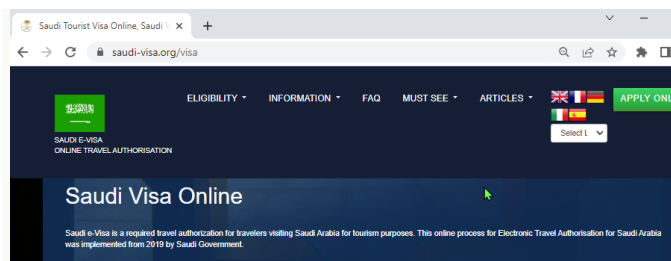 Saudi Tourist Visa Online, Saudi V
saudi-visa.org/visa
ELIGIBILITY
INFORMATION
FAQ
MUST SEE
ARTICLES
APPLY ONL
Select L
SAUDI E-VISA
ONLINE TRAVEL AUTHORISATION
Saudi Visa Online
Saudi e-Visa is a required travel authorization for travelers visiting Saudi Arabia for tourism purposes. This online process for Electronic Travel Authorisation for Saudi Arabia
was implemented from 2019 by Saudi Government.